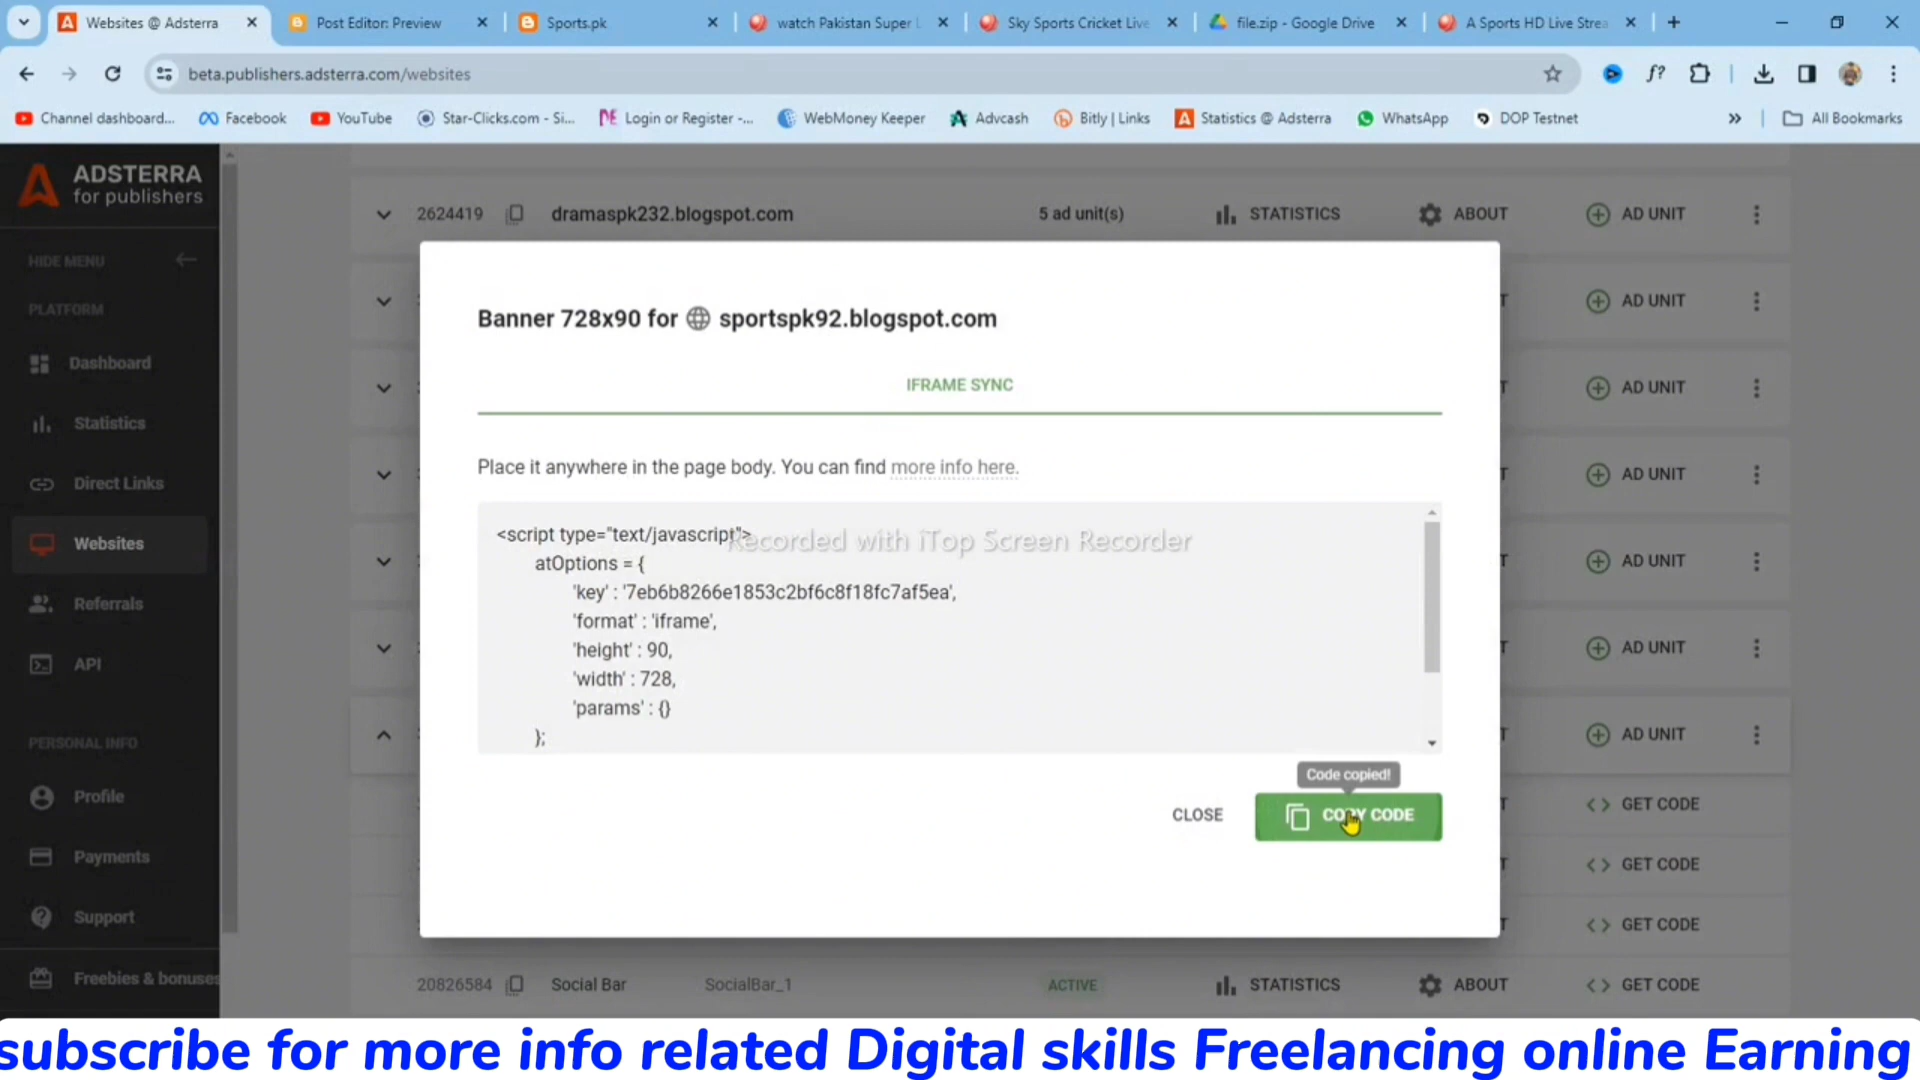 Websites @ Adsterra
Post Editor: Preview
Sports.pk
watch Pakistan Super L
Sky Sports Cricket Live
file.zip - Google Drive
A Sports HD Live Strea
beta.publishers.adsterra.com/websites
f?
Channel dashboard...
Facebook
YouTube
Star-Clicks.com - Si...
Login or Register -...
WebMoney Keeper
Advcash
Bitly | Links
Statistics @ Adsterra
WhatsApp
DOP Testnet
All Bookmarks
ADSTERRA
for publishers
HIDE MENU
PLATFORM
Dashboard
Statistics
Direct Links
Websites
Referrals
API
PERSONAL INFO
Profile
Payments
Support
Freebies & bonuses
2624419 dramaspk232.blogspot.com 5 ad unit(s) STATISTICS ABOUT AD UNIT
AD UNIT
AD UNIT
AD UNIT
AD UNIT
AD UNIT
AD UNIT
GET CODE
GET CODE
GET CODE
20826584 Social Bar SocialBar_1 ACTIVE STATISTICS ABOUT GET CODE
Banner 728x90 for sportspk92.blogspot.com
IFRAME SYNC
Place it anywhere in the page body. You can find more info here.
<script type="text/javascript">
atOptions = {
'key' : '7eb6b8266e1853c2bf6c8f18fc7af5ea',
'format' : 'iframe',
'height' : 90,
'width' : 728,
'params' : {}
};
Recorded with iTop Screen Recorder
Code copied!
CLOSE
COPY CODE
subscribe for more info related Digital skills Freelancing online Earning